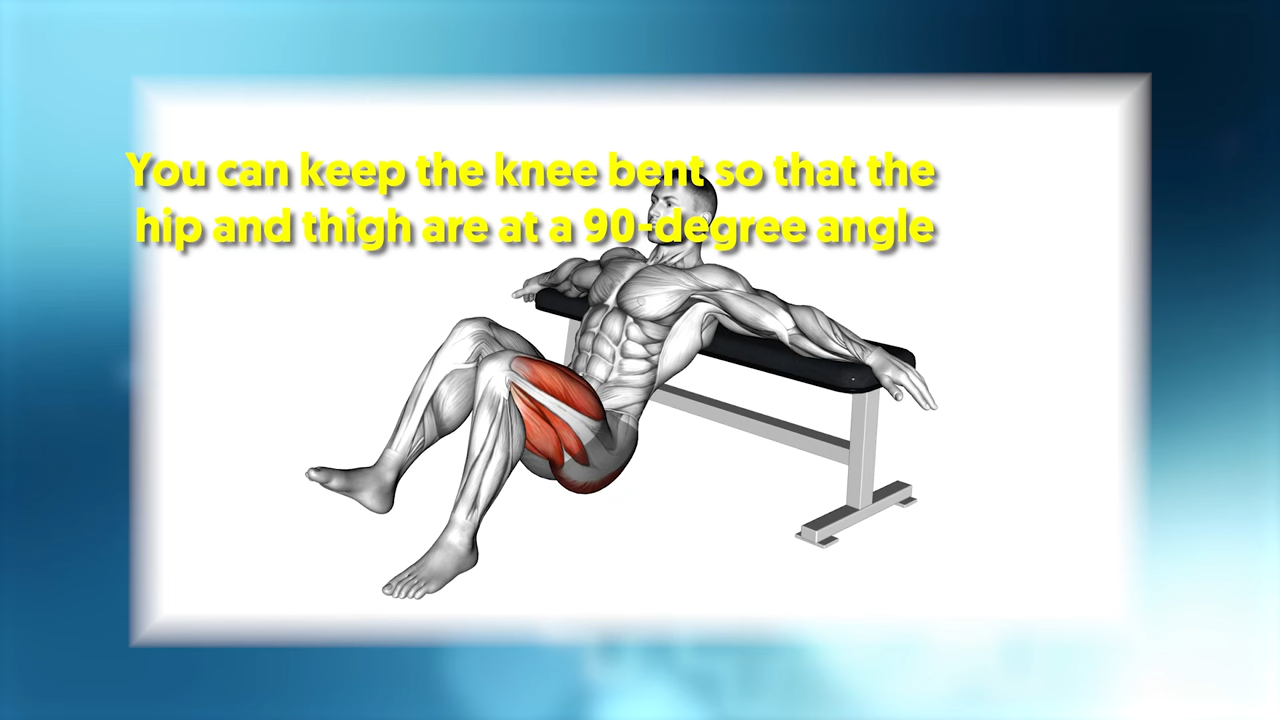 You can keep the knee bent so that the
hip and thigh are at a 90-degree angle